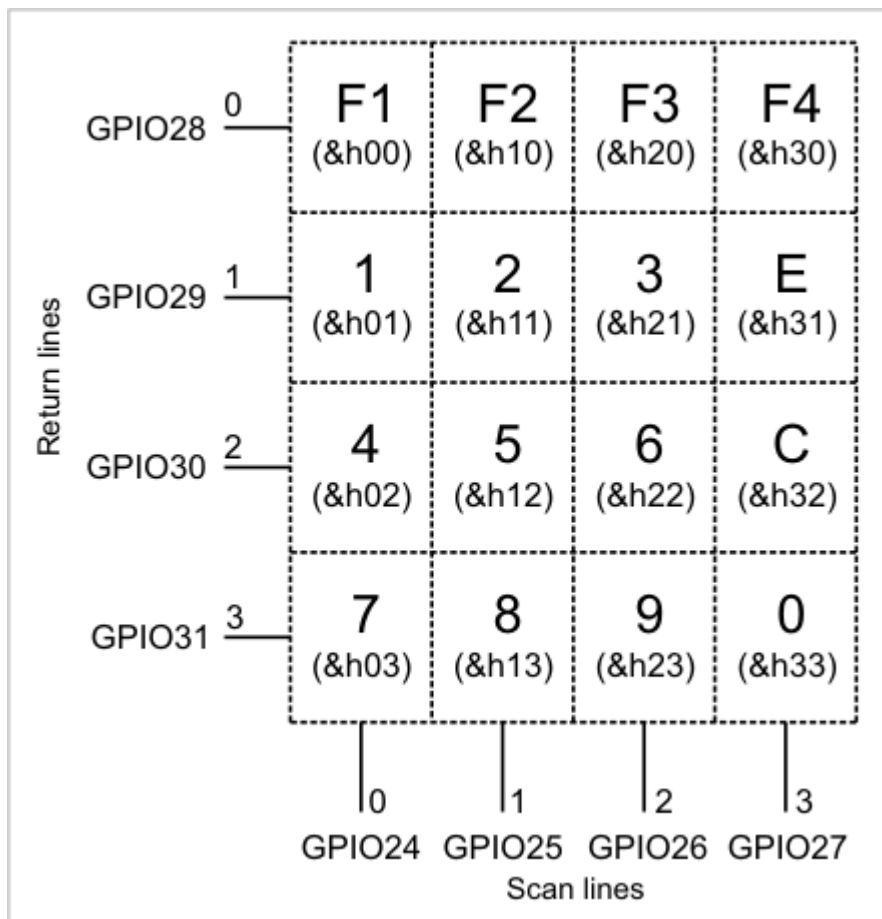 F1 F2 F3 F4
0
GPIO28
(&h00) (&h10) (&h20) (&h30)
1 2 3 E
1
GPIO29
(&h01) (&h11) (&h21) (&h31)
Return lines
4 5 6 C
2
GPIO30
(&h02) (&h12) (&h22) (&h32)
7 8 9 0
3
GPIO31
(&h03) (&h13) (&h23) (&h33)
0 1 2 3
GPIO24 GPIO25 GPIO26 GPIO27
Scan lines